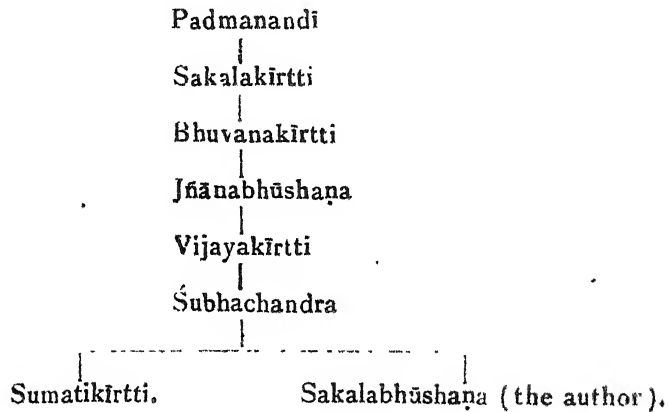 Padmanandī
Sakalakīrtti
Bhuvanakīrtti
Jñānabhūshaṇa
Vijayakīrtti
Śubhachandra
Sumatikīrtti. Sakalabhūshaṇa ( the author ).